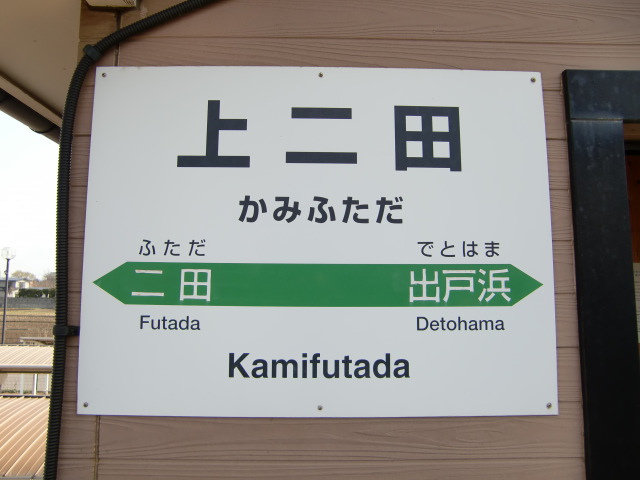 上二田
かみふただ
ふただ でとはま
二田 出戸浜
Futada Detohama
Kamifutada